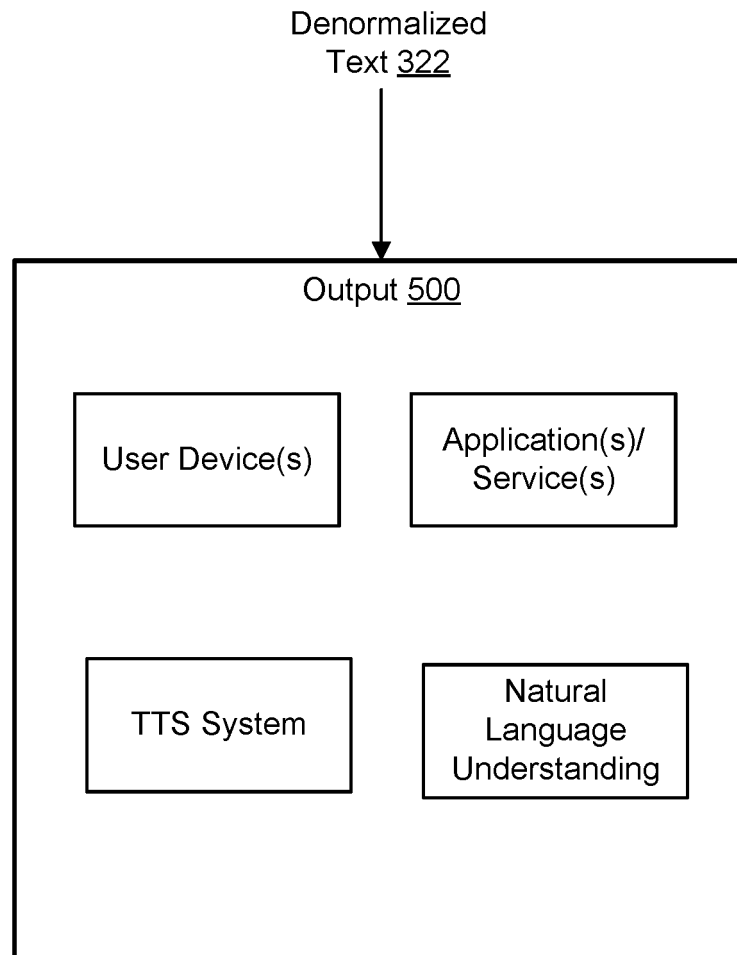 Denormalized
Text 322
Output 500
User Device(s)
Application(s)/
Service(s)
TTS System
Natural
Language
Understanding